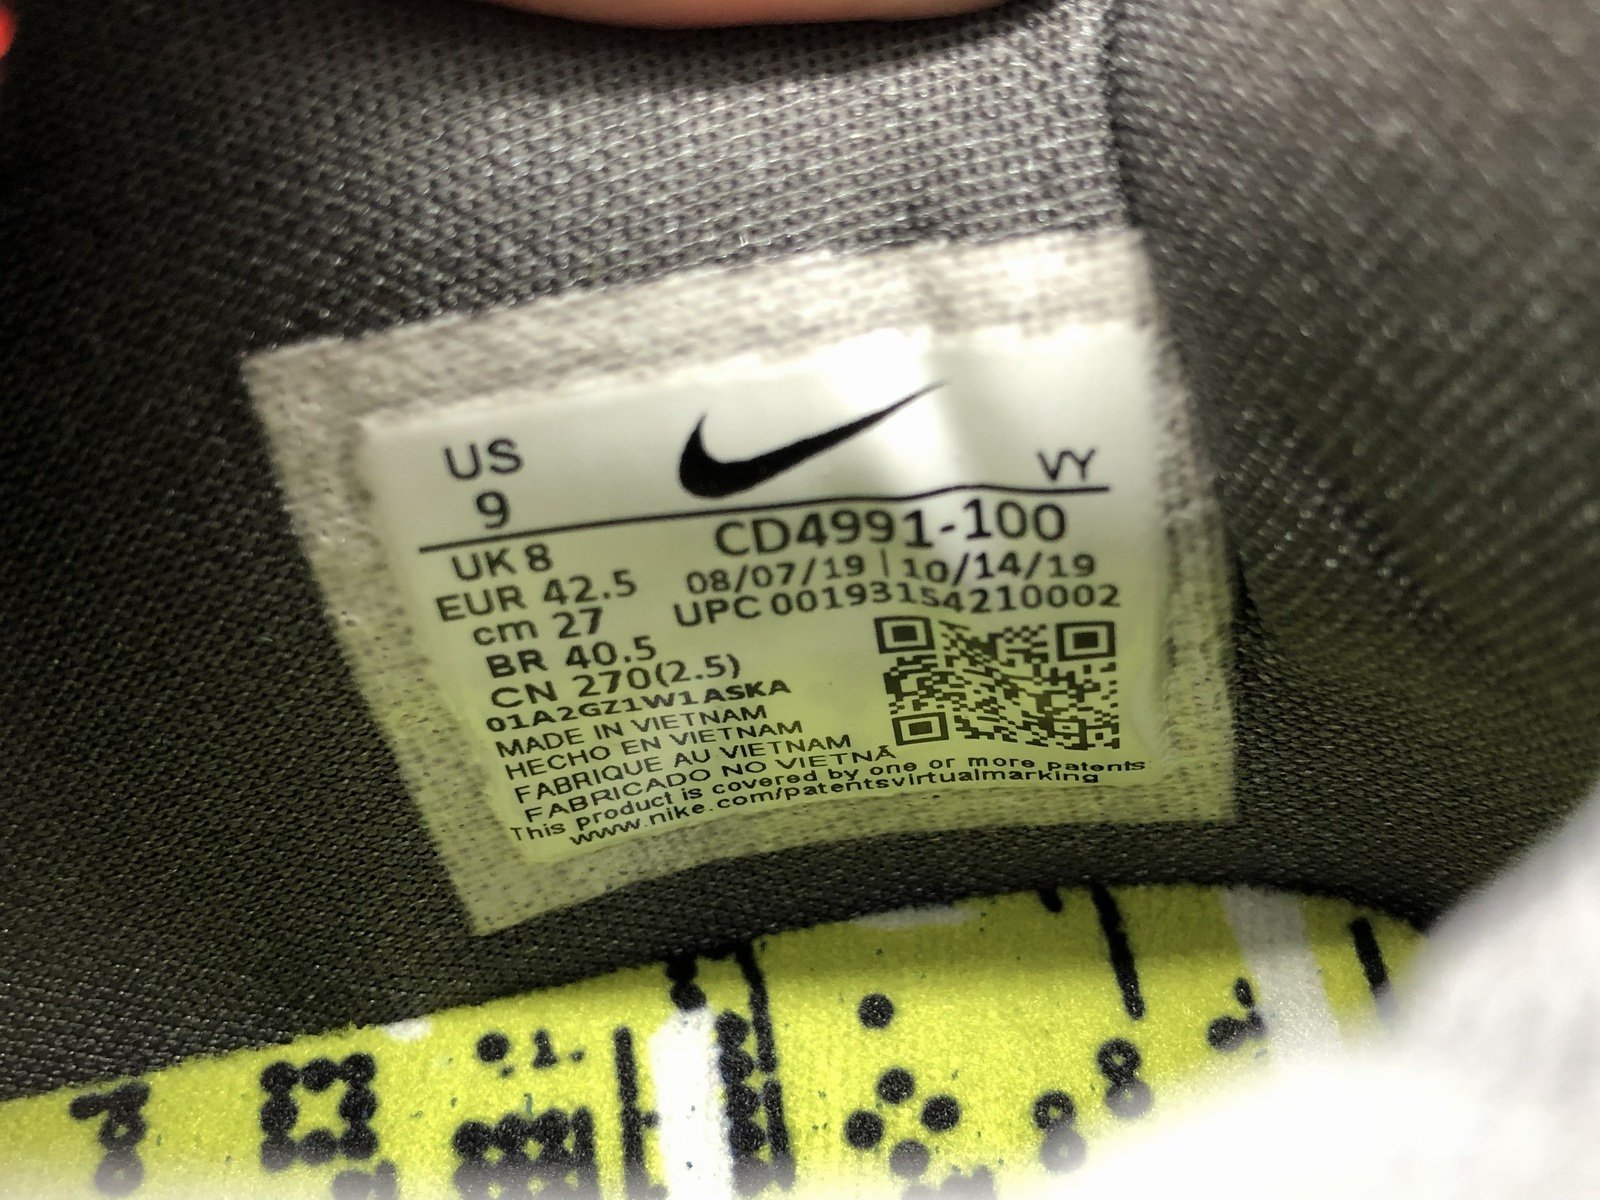 US
9
VY
UK 8
CD4991-100
EUR 42.5
08/07/19 | 10/14/19
cm 27
UPC 00193154210002
BR 40.5
CN 270(2.5)
01A2GZ1W1ASKA
MADE IN VIETNAM
HECHO EN VIETNAM
FABRIQUE AU VIETNAM
FABRICADO NO VIETNÃ
This product is covered by one or more patents
www.nike.com/patentsvirtualmarking